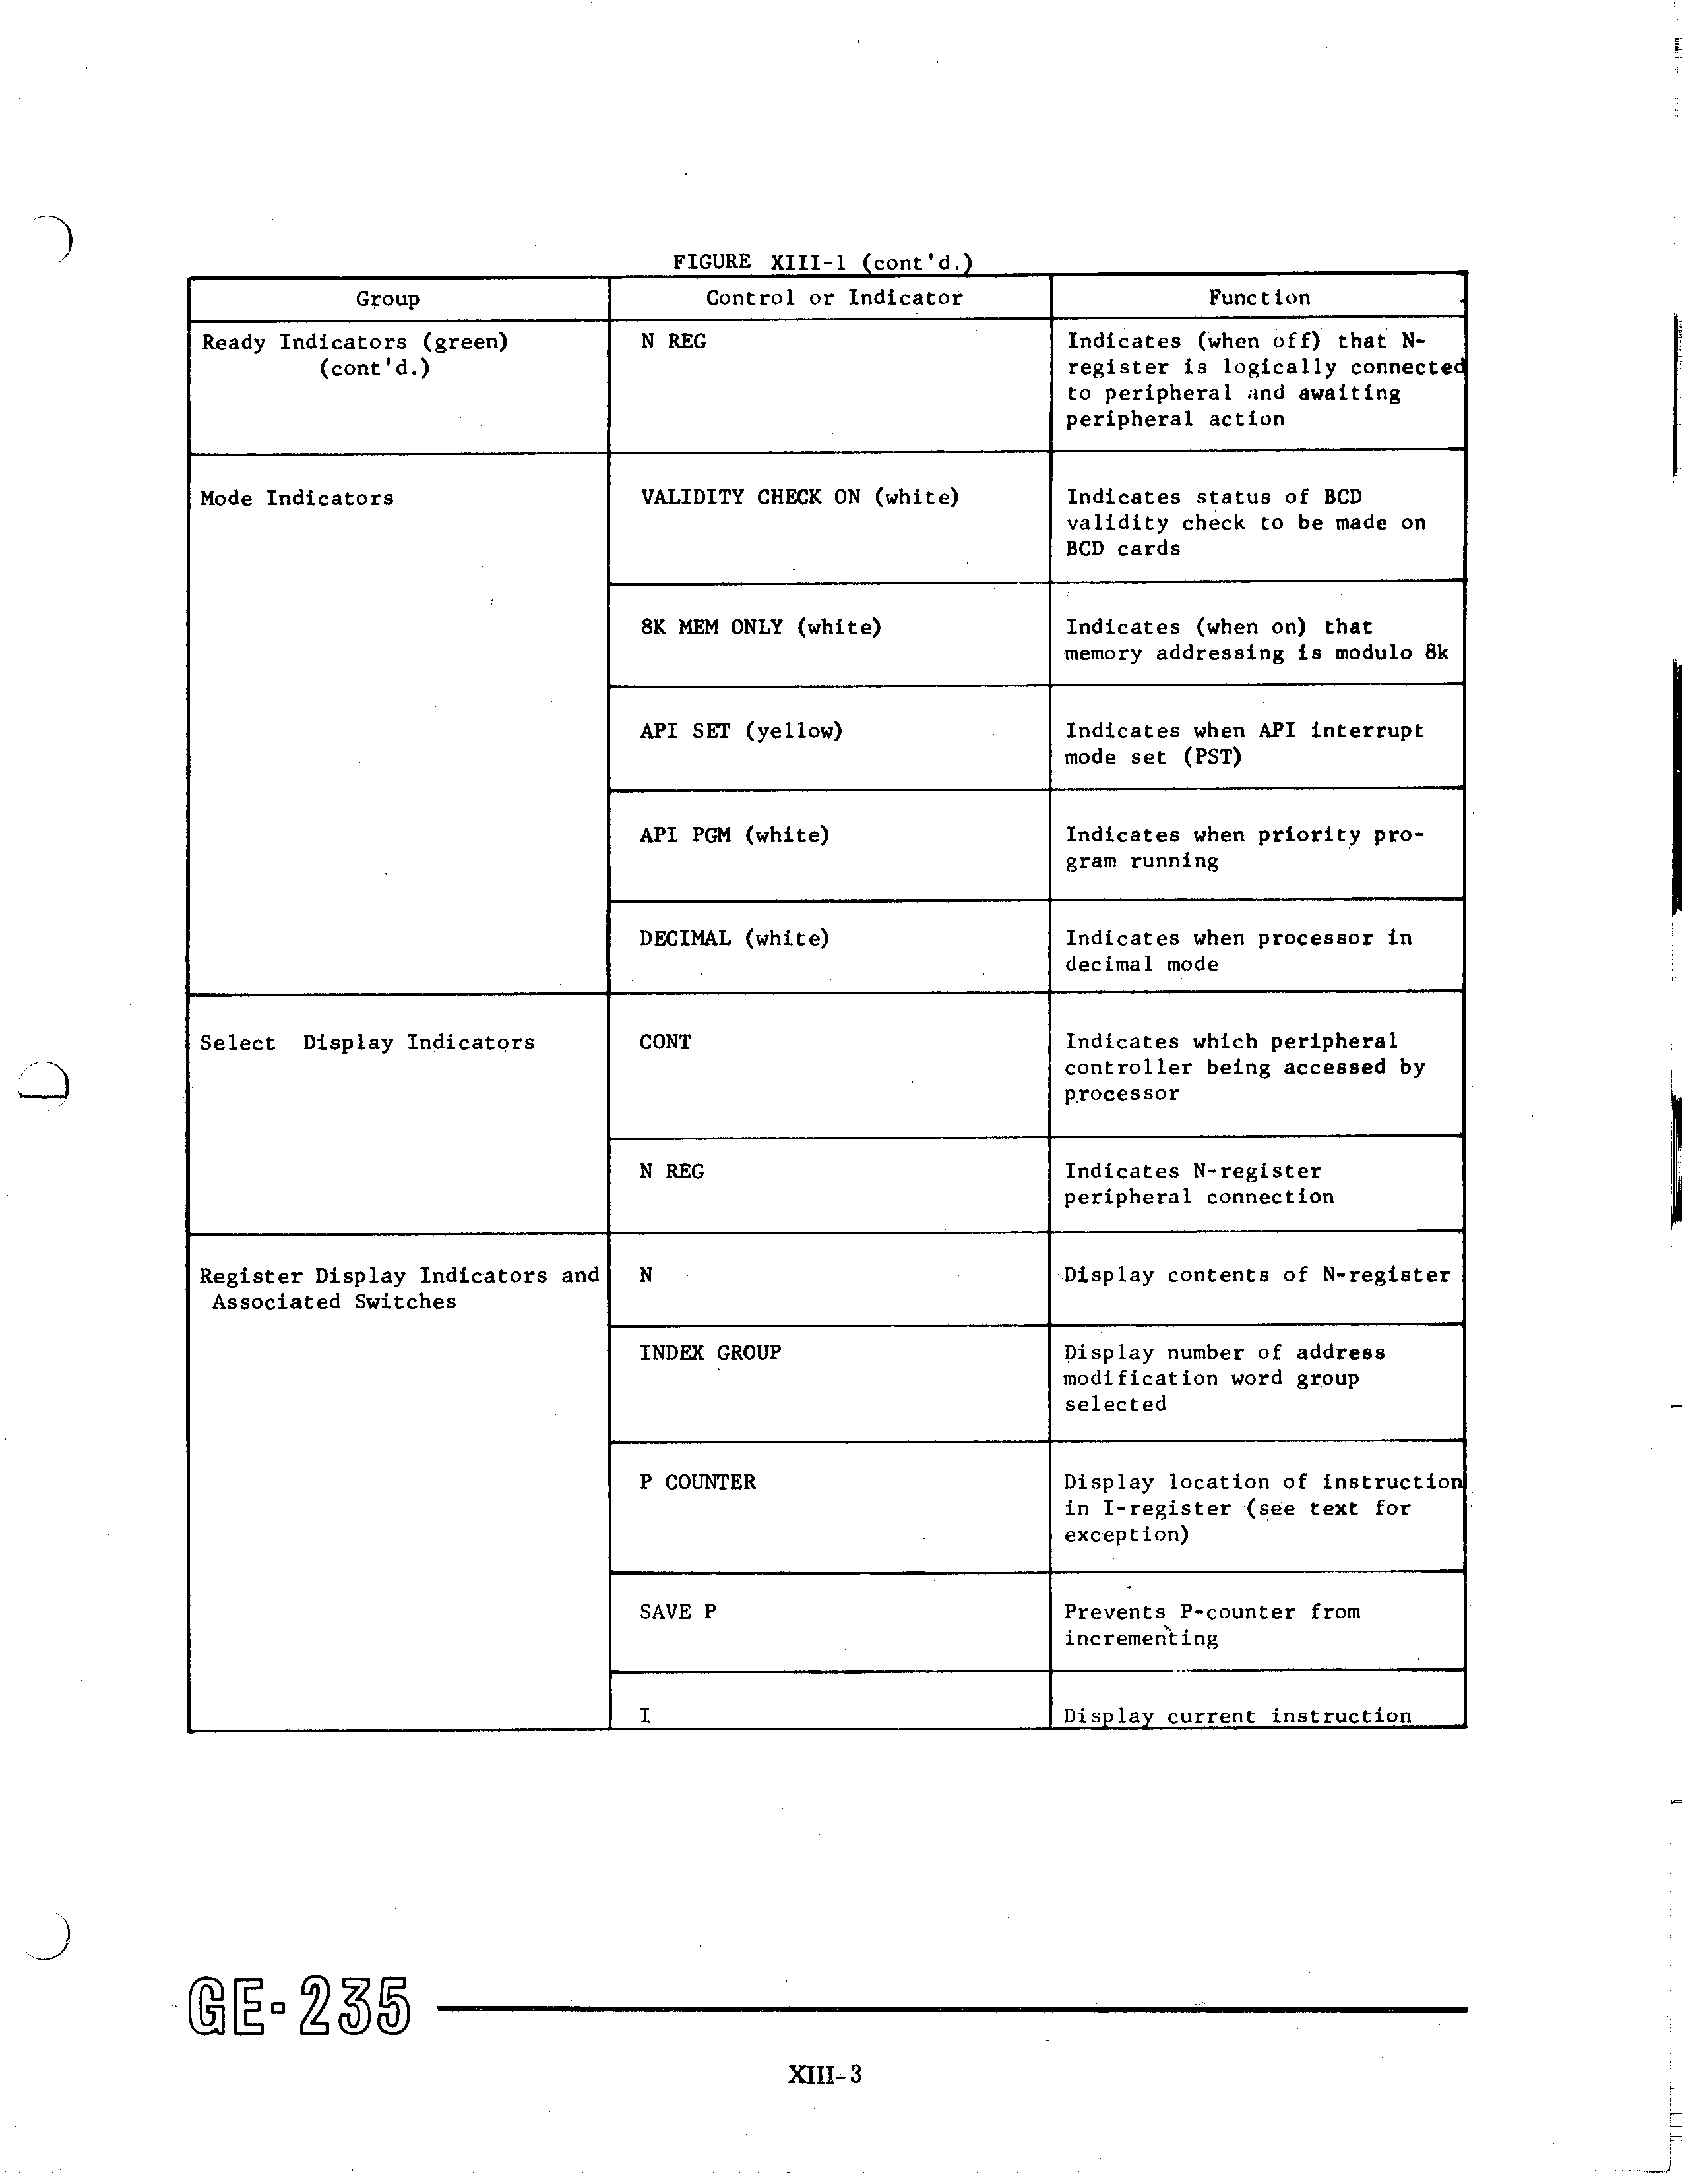 FIGURE XIII-1 (cont'd.)
Group Control or Indicator Function
Ready Indicators (green) N REG Indicates (when off) that N-
(cont'd.) register is logically connected
to peripheral and awaiting
peripheral action
Mode Indicators VALIDITY CHECK ON (white) Indicates status of BCD
validity check to be made on
BCD cards
8K MEM ONLY (white) Indicates (when on) that
memory addressing is modulo 8k
API SET (yellow) Indicates when API interrupt
mode set (PST)
API PGM (white) Indicates when priority pro-
gram running
DECIMAL (white) Indicates when processor in
decimal mode
Select Display Indicators CONT Indicates which peripheral
controller being accessed by
processor
N REG Indicates N-register
peripheral connection
Register Display Indicators and N Display contents of N-register
Associated Switches
INDEX GROUP Display number of address
modification word group
selected
P COUNTER Display location of instruction
in I-register (see text for
exception)
SAVE P Prevents P-counter from
incrementing
I Display current instruction
GE-235
XIII-3